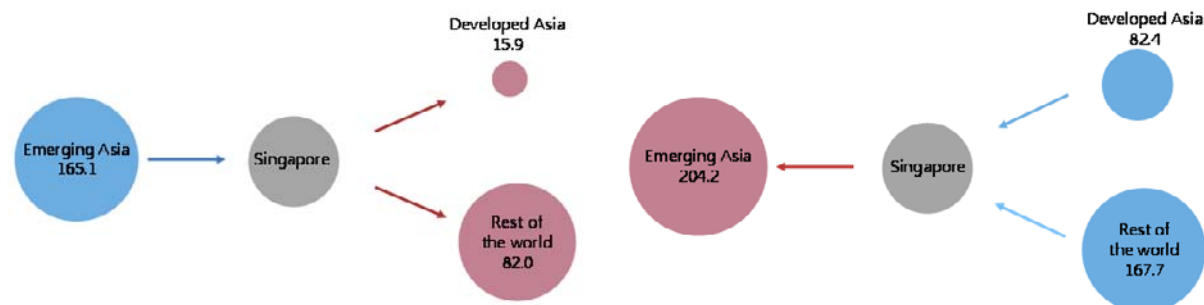 Developed Asia
15.9
Emerging Asia
165.1
Singapore
Rest of
the world
82.0
Developed Asia
82.4
Emerging Asia
204.2
Singapore
Rest of
the world
167.7